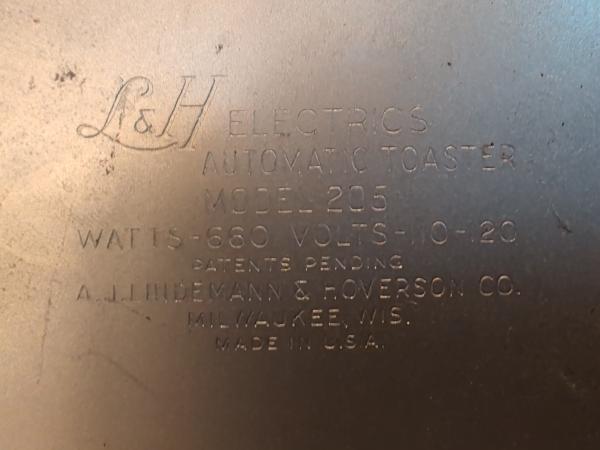 L&H ELECTRICS
AUTOMATIC TOASTER
MODEL 205
WATTS-660 VOLTS-110-120
PATENTS PENDING
A.J.LINDEMANN & HOVERSON CO.
MILWAUKEE, WIS.
MADE IN U.S.A.